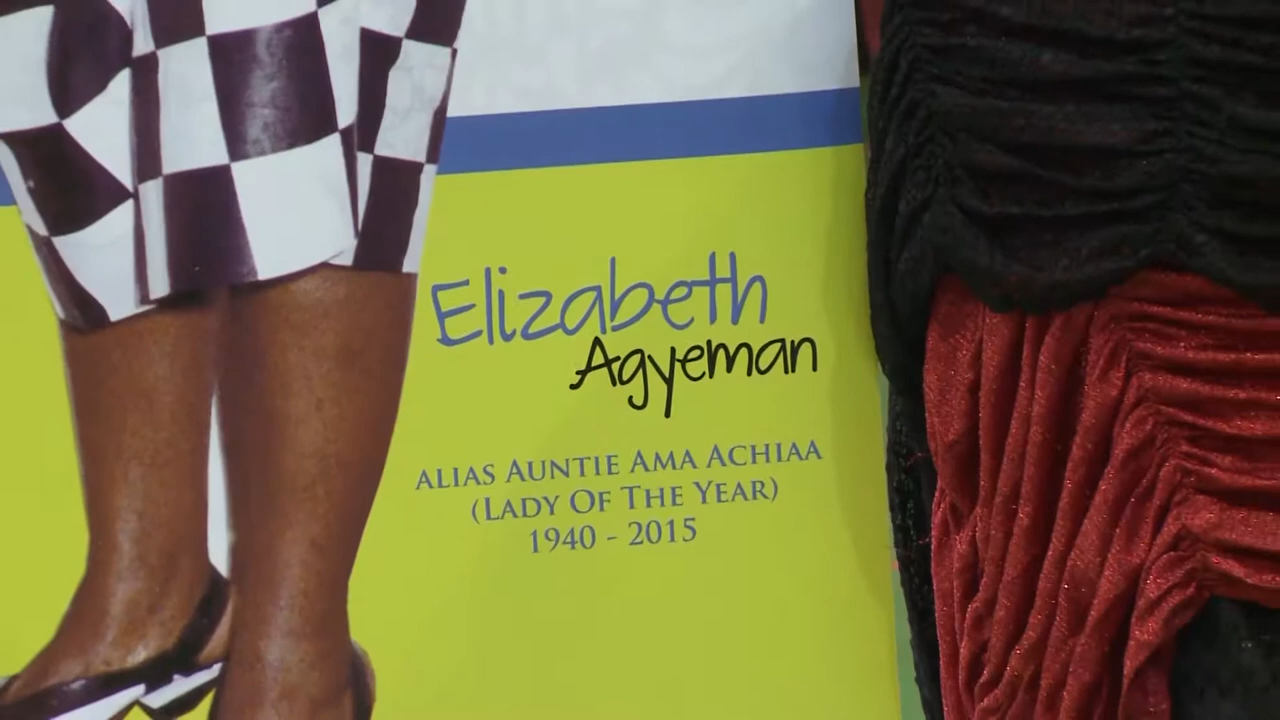 Elizabeth
Agyeman
ALIAS AUNTIE AMA ACHIAA
(LADY OF THE YEAR)
1940 - 2015